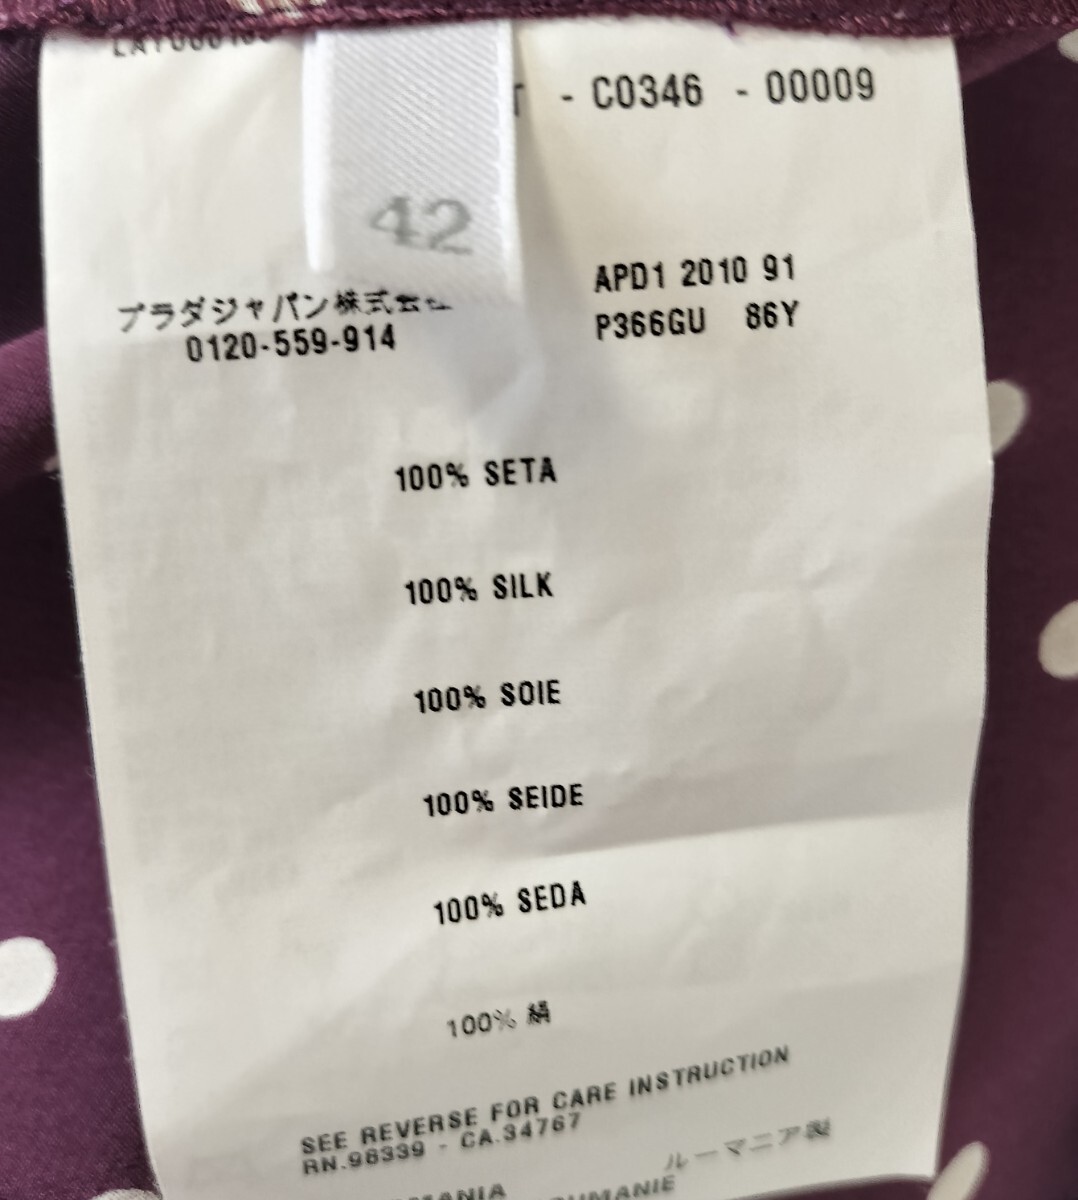 - C0346 - 00009
42
APD1 2010 91
プラダジャパン株式会社
P366GU 86Y
0120-559-914
100% SETA
100% SILK
100% SOIE
100% SEIDE
100% SEDA
100% 絹
SEE REVERSE FOR CARE INSTRUCTION
RN.96339 - CA.34767
ルーマニア製